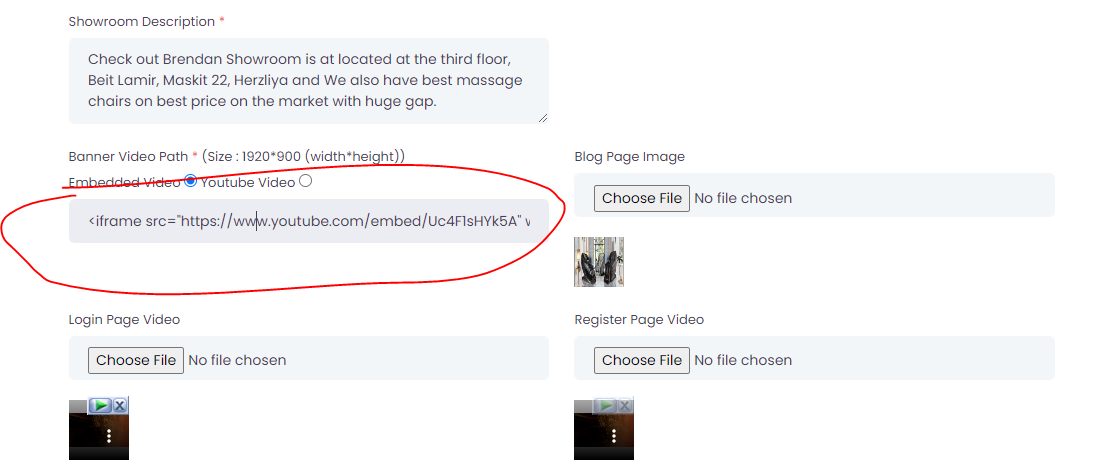 Showroom Description *
Check out Brendan Showroom is at located at the third floor,
Beit Lamir, Maskit 22, Herzliya and We also have best massage
chairs on best price on the market with huge gap.
Banner Video Path * (Size : 1920*900 (width*height))
Embedded Video Youtube Video
<iframe src="https://www.youtube.com/embed/Uc4F1sHYk5A"
Blog Page Image
Choose File No file chosen
Login Page Video
Choose File No file chosen
Register Page Video
Choose File No file chosen